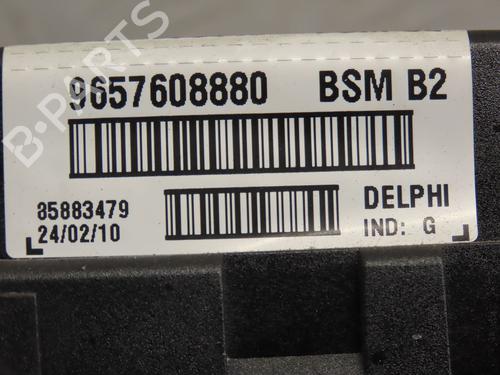 B-PARTS
9657608880 BSM B2
85883479 DELPHI
24/02/10 IND: G